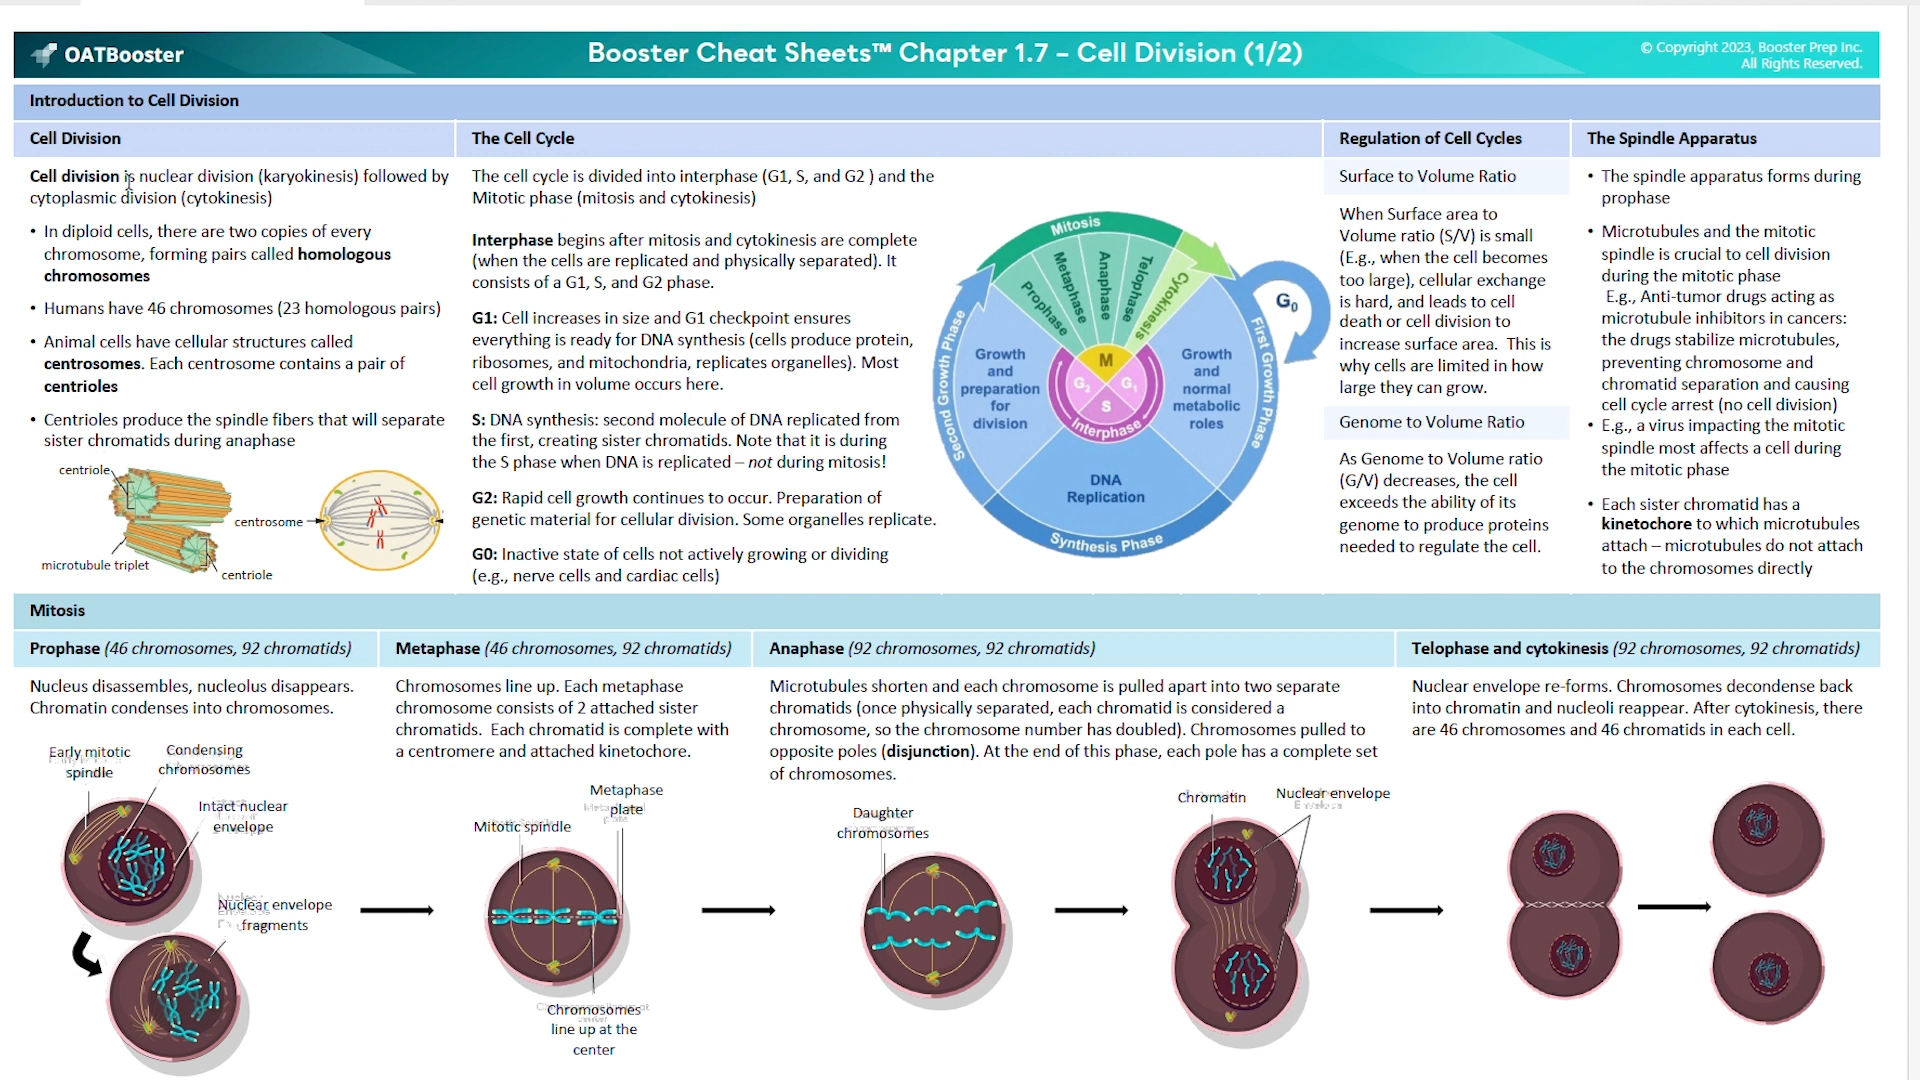 OATBooster
Booster Cheat Sheets™ Chapter 1.7 – Cell Division (1/2)
© Copyright 2023, Booster Prep Inc.
All Rights Reserved.
Introduction to Cell Division
Cell Division
Cell division is nuclear division (karyokinesis) followed by
cytoplasmic division (cytokinesis)
• In diploid cells, there are two copies of every
chromosome, forming pairs called homologous
chromosomes
• Humans have 46 chromosomes (23 homologous pairs)
• Animal cells have cellular structures called
centrosomes. Each centrosome contains a pair of
centrioles
• Centrioles produce the spindle fibers that will separate
sister chromatids during anaphase
centriole
centrosome
microtubule triplet
centriole
The Cell Cycle
The cell cycle is divided into interphase (G1, S, and G2 ) and the
Mitotic phase (mitosis and cytokinesis)
Interphase begins after mitosis and cytokinesis are complete
(when the cells are replicated and physically separated). It
consists of a G1, S, and G2 phase.
G1: Cell increases in size and G1 checkpoint ensures
everything is ready for DNA synthesis (cells produce protein,
ribosomes, and mitochondria, replicates organelles). Most
cell growth in volume occurs here.
S: DNA synthesis: second molecule of DNA replicated from
the first, creating sister chromatids. Note that it is during
the S phase when DNA is replicated – not during mitosis!
G2: Rapid cell growth continues to occur. Preparation of
genetic material for cellular division. Some organelles replicate.
G0: Inactive state of cells not actively growing or dividing
(e.g., nerve cells and cardiac cells)
Mitosis
Prophase
Metaphase
Anaphase
Telophase
Cytokinesis
G0
Second Growth Phase
First Growth Phase
Growth
and
preparation
for
division
Growth
and
normal
metabolic
roles
M
G2
G1
S
Interphase
DNA
Replication
Synthesis Phase
Regulation of Cell Cycles
Surface to Volume Ratio
When Surface area to
Volume ratio (S/V) is small
(E.g., when the cell becomes
too large), cellular exchange
is hard, and leads to cell
death or cell division to
increase surface area. This is
why cells are limited in how
large they can grow.
Genome to Volume Ratio
As Genome to Volume ratio
(G/V) decreases, the cell
exceeds the ability of its
genome to produce proteins
needed to regulate the cell.
The Spindle Apparatus
• The spindle apparatus forms during
prophase
• Microtubules and the mitotic
spindle is crucial to cell division
during the mitotic phase
E.g., Anti-tumor drugs acting as
microtubule inhibitors in cancers:
the drugs stabilize microtubules,
preventing chromosome and
chromatid separation and causing
cell cycle arrest (no cell division)
• E.g., a virus impacting the mitotic
spindle most affects a cell during
the mitotic phase
• Each sister chromatid has a
kinetochore to which microtubules
attach – microtubules do not attach
to the chromosomes directly
Mitosis
Prophase (46 chromosomes, 92 chromatids)
Nucleus disassembles, nucleolus disappears.
Chromatin condenses into chromosomes.
Early mitotic
spindle
Condensing
chromosomes
Intact nuclear
envelope
Nuclear envelope
fragments
Metaphase (46 chromosomes, 92 chromatids)
Chromosomes line up. Each metaphase
chromosome consists of 2 attached sister
chromatids. Each chromatid is complete with
a centromere and attached kinetochore.
Metaphase
plate
Mitotic spindle
Chromosomes
line up at the
center
Anaphase (92 chromosomes, 92 chromatids)
Microtubules shorten and each chromosome is pulled apart into two separate
chromatids (once physically separated, each chromatid is considered a
chromosome, so the chromosome number has doubled). Chromosomes pulled to
opposite poles (disjunction). At the end of this phase, each pole has a complete set
of chromosomes.
Daughter
chromosomes
Chromatin
Nuclear envelope
Telophase and cytokinesis (92 chromosomes, 92 chromatids)
Nuclear envelope re-forms. Chromosomes decondense back
into chromatin and nucleoli reappear. After cytokinesis, there
are 46 chromosomes and 46 chromatids in each cell.